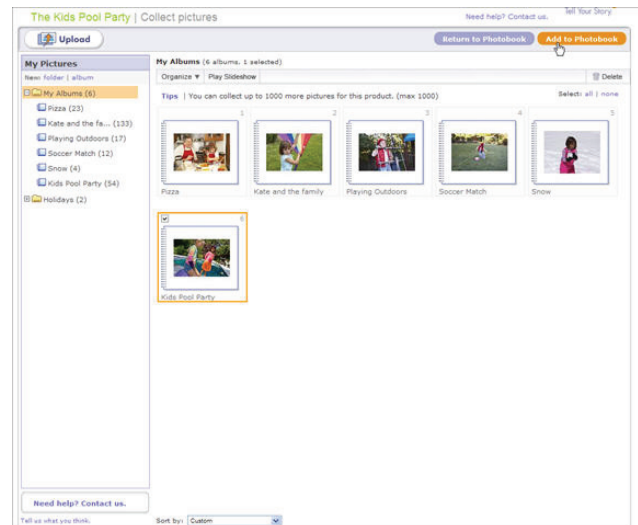 Tell Your Story.
The Kids Pool Party | Collect pictures
Need help? Contact us.
Upload
Return to Photobook
Add to Photobook
My Pictures
New: folder | album
My Albums (6)
Pizza (23)
Kate and the fa... (133)
Playing Outdoors (17)
Soccer Match (12)
Snow (4)
Kids Pool Party (54)
Holidays (2)
My Albums (6 albums, 1 selected)
Organize ▼ Play Slideshow
Delete
Tips | You can collect up to 1000 more pictures for this product. (max 1000)
Select: all | none
1
2
3
4
5
Pizza
Kate and the family
Playing Outdoors
Soccer Match
Snow
6
Kids Pool Party
Need help? Contact us.
Tell us what you think.
Sort by: Custom